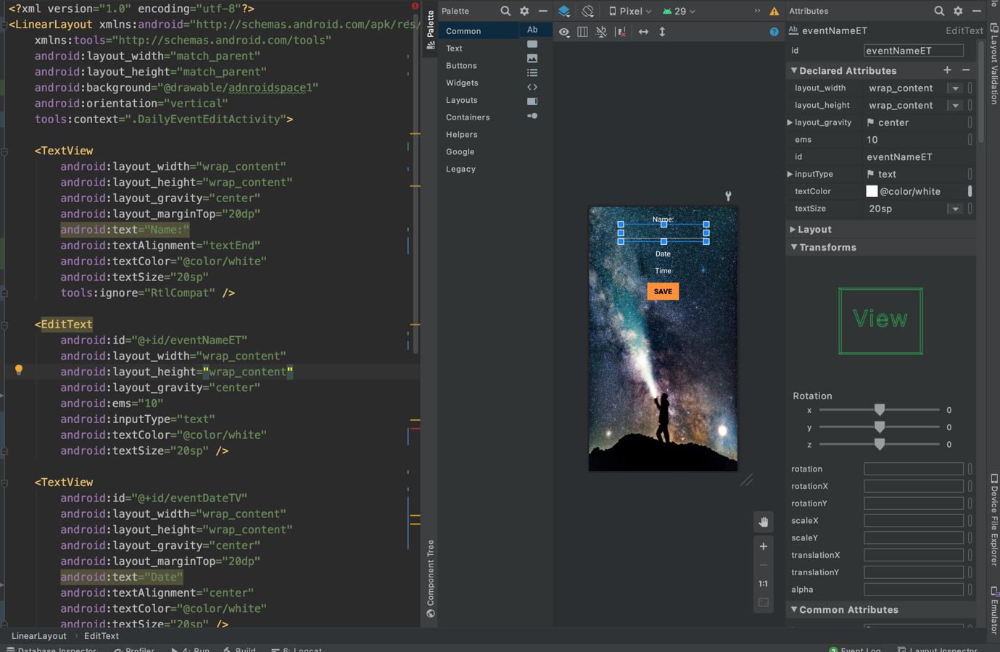 <?xml version="1.0" encoding="utf-8"?>
<LinearLayout xmlns:android="http://schemas.android.com/apk/res/
xmlns:tools="http://schemas.android.com/tools"
android:layout_width="match_parent"
android:layout_height="match_parent"
android:background="@drawable/adnroidspace1"
android:orientation="vertical"
tools:context=".DailyEventEditActivity">
<TextView
android:layout_width="wrap_content"
android:layout_height="wrap_content"
android:layout_gravity="center"
android:layout_marginTop="20dp"
android:text="Name:"
android:textAlignment="textEnd"
android:textColor="@color/white"
android:textSize="20sp"
tools:ignore="RtlCompat" />
<EditText
android:id="@+id/eventNameET"
android:layout_width="wrap_content"
android:layout_height="wrap_content"
android:layout_gravity="center"
android:ems="10"
android:inputType="text"
android:textColor="@color/white"
android:textSize="20sp" />
<TextView
android:id="@+id/eventDateTV"
android:layout_width="wrap_content"
android:layout_height="wrap_content"
android:layout_gravity="center"
android:layout_marginTop="20dp"
android:text="Date"
android:textAlignment="center"
android:textColor="@color/white"
android:textSize="20sp" />
LinearLayout › EditText
Database Inspector Profiler 4: Run Build 6: Logcat
Palette
Component Tree
Palette
Common
Text
Buttons
Widgets
Layouts
Containers
Helpers
Google
Legacy
Ab
Pixel 29
Name:
Date
Time
SAVE
1:1
Attributes
Ab eventNameET EditText
id eventNameET
Declared Attributes
layout_width wrap_content
layout_height wrap_content
layout_gravity center
ems 10
id eventNameET
inputType text
textColor @color/white
textSize 20sp
Layout
Transforms
View
Rotation
x 0
y 0
z 0
rotation
rotationX
rotationY
scaleX
scaleY
translationX
translationY
alpha
Common Attributes
Event Log Layout Inspector
Layout Validation
Device File Explorer
Emulator